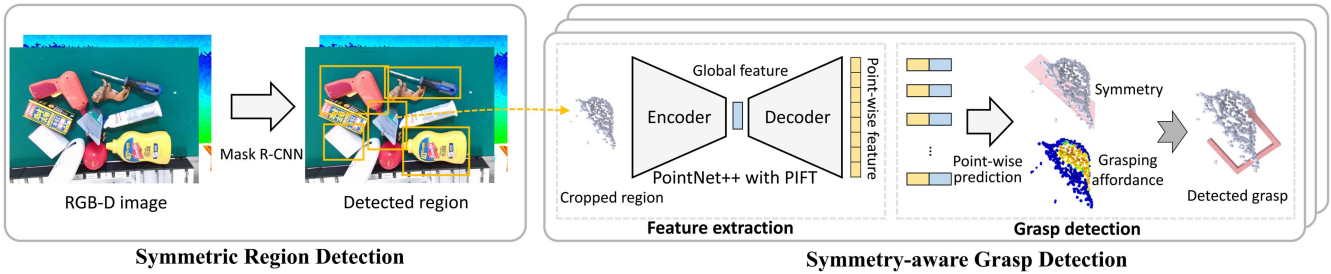 RGB-D image
Mask R-CNN
Detected region
Symmetric Region Detection
Cropped region
Encoder
Global feature
Decoder
PointNet++ with PIFT
Point-wise feature
Feature extraction
...
Point-wise
prediction
Symmetry
Grasping
affordance
Detected grasp
Grasp detection
Symmetry-aware Grasp Detection